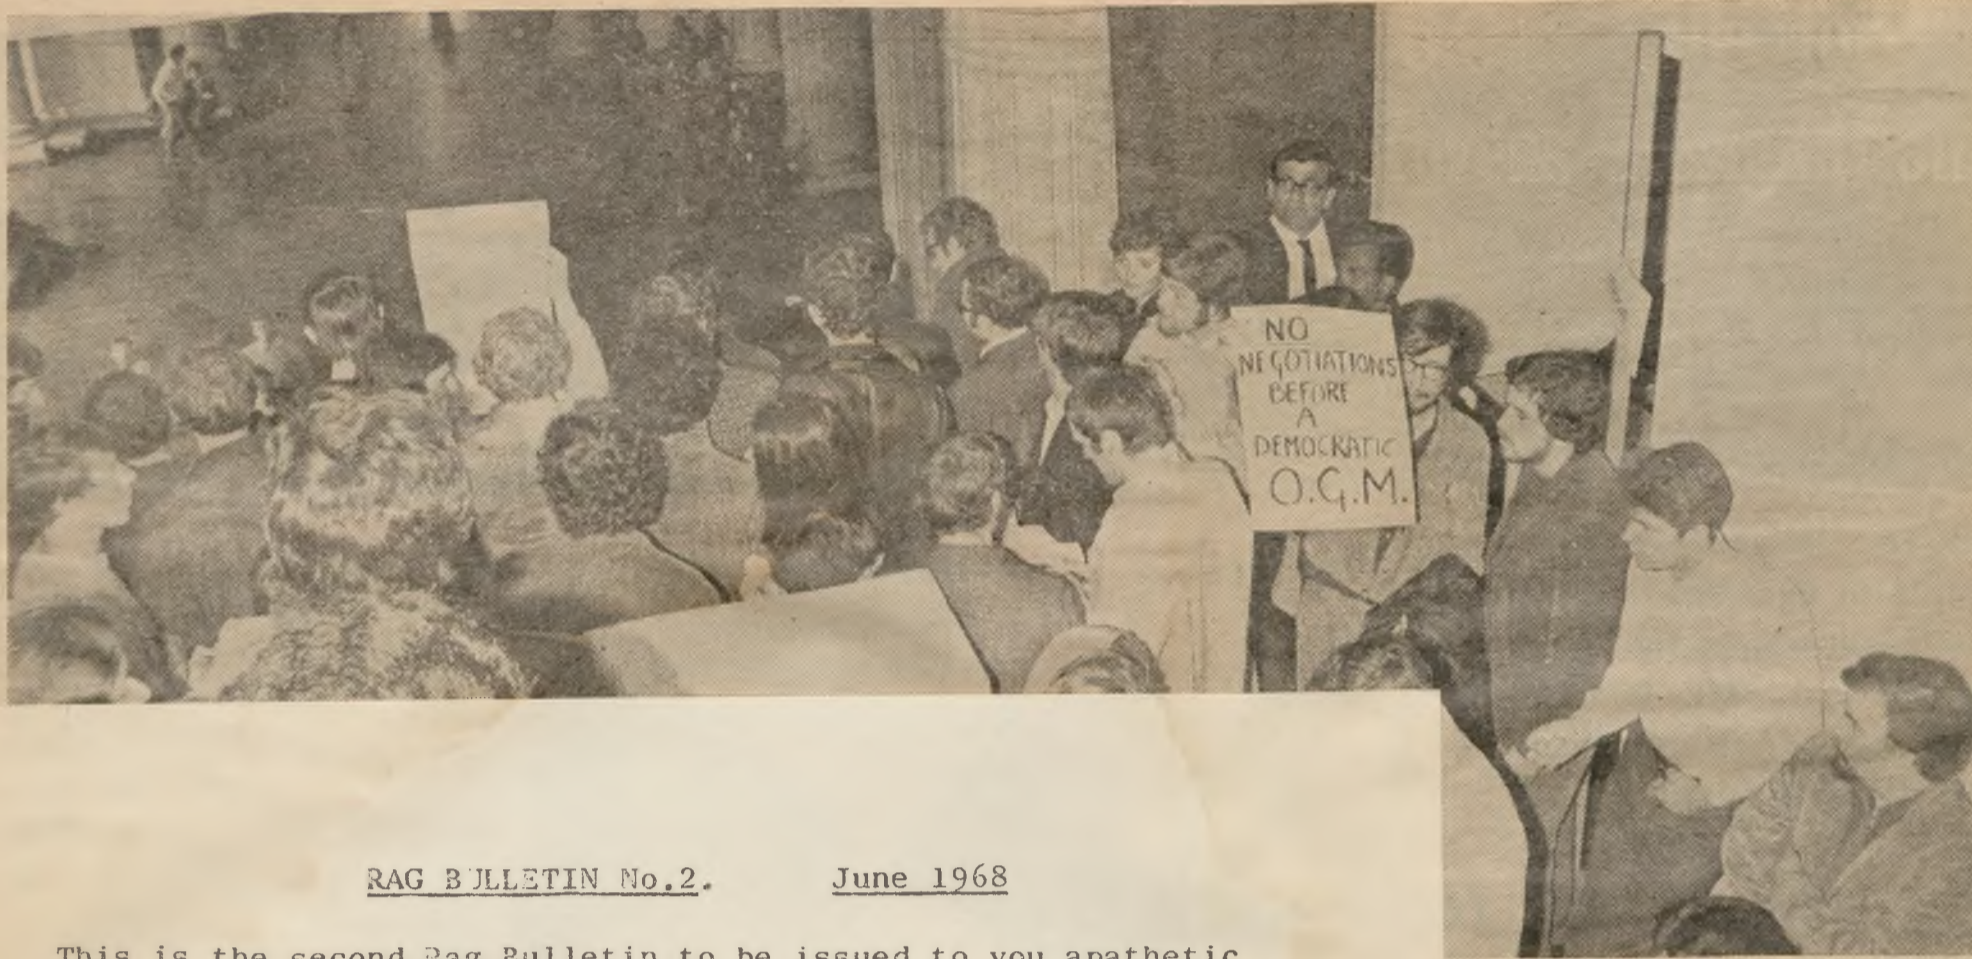 NO
NEGOTIATIONS
BEFORE
A
DEMOCRATIC
O.G.M.
RAG BULLETIN No.2. June 1968
This is the second Rag Bulletin to be issued to you apathetic